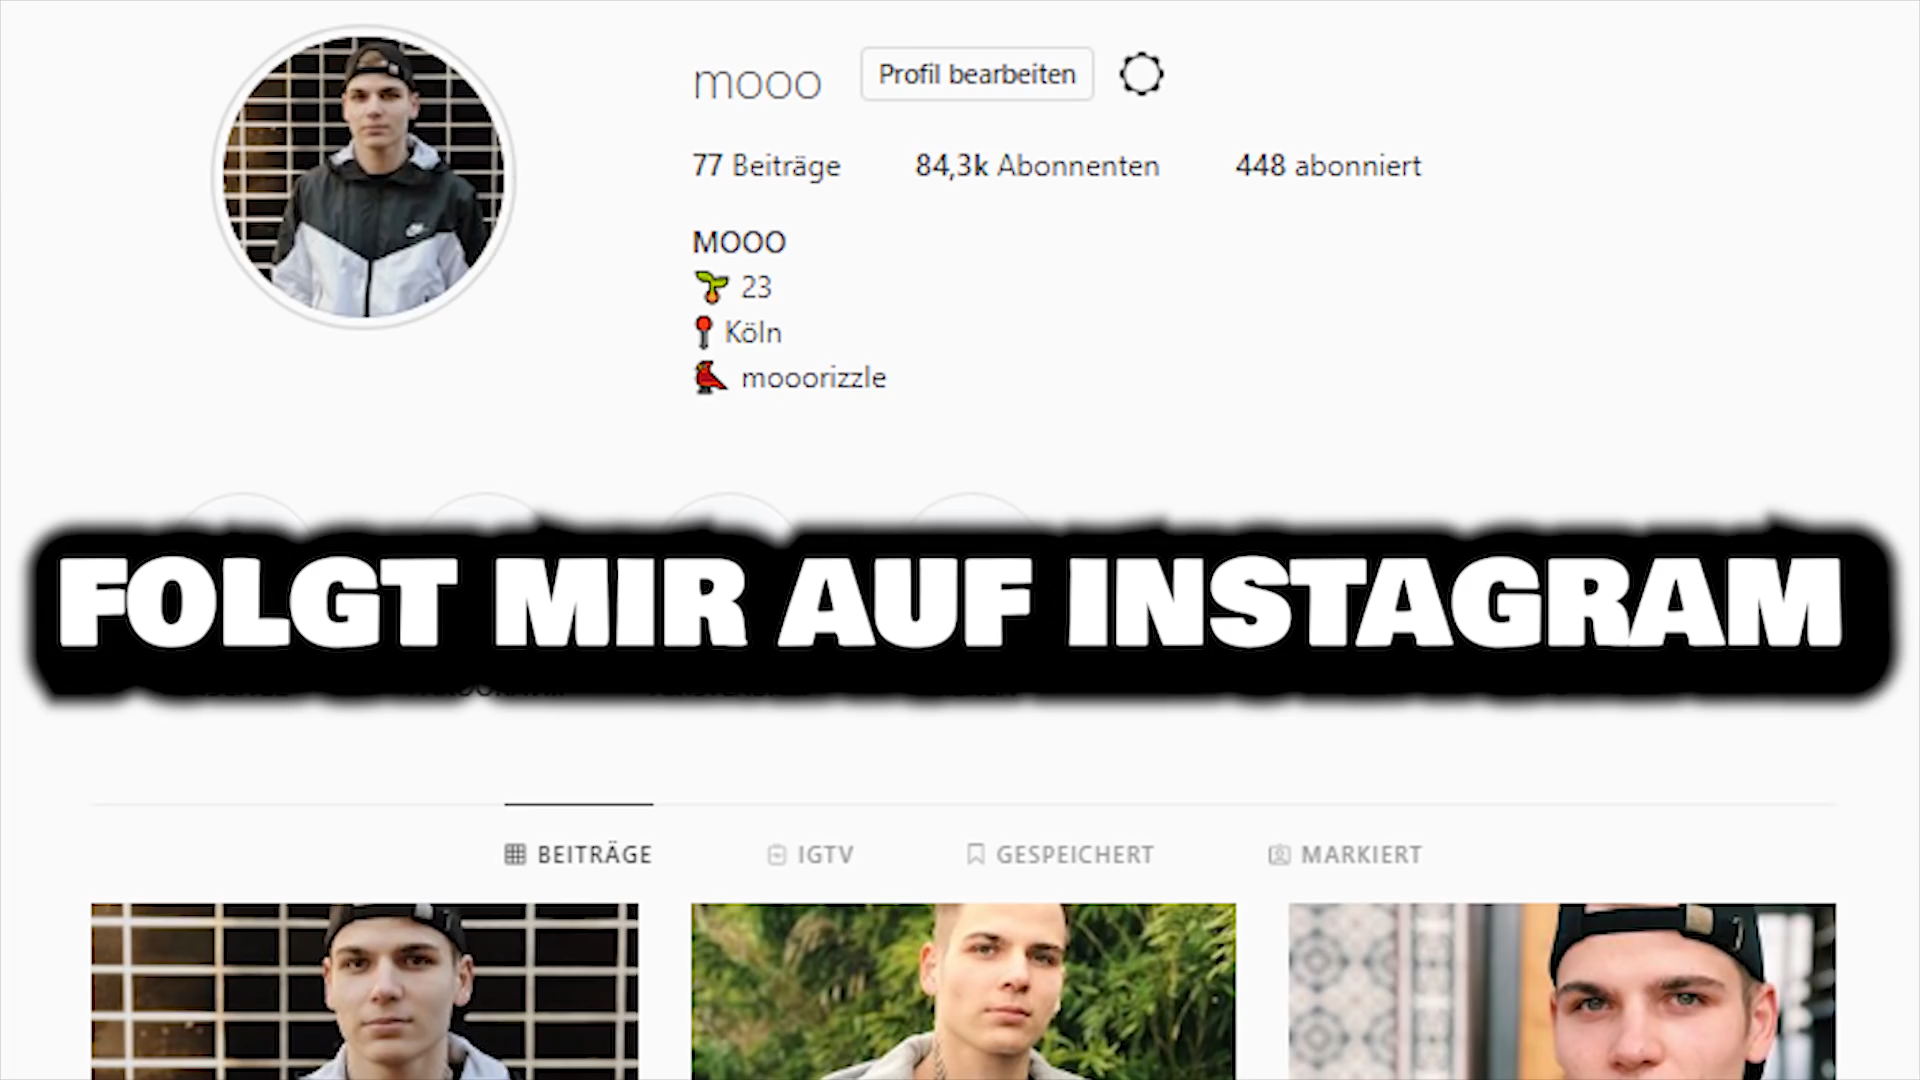 mooo Profil bearbeiten
77 Beiträge 84,3k Abonnenten 448 abonniert
MOOO
23
Köln
mooorizzle
FOLGT MIR AUF INSTAGRAM
BEITRÄGE IGTV GESPEICHERT MARKIERT